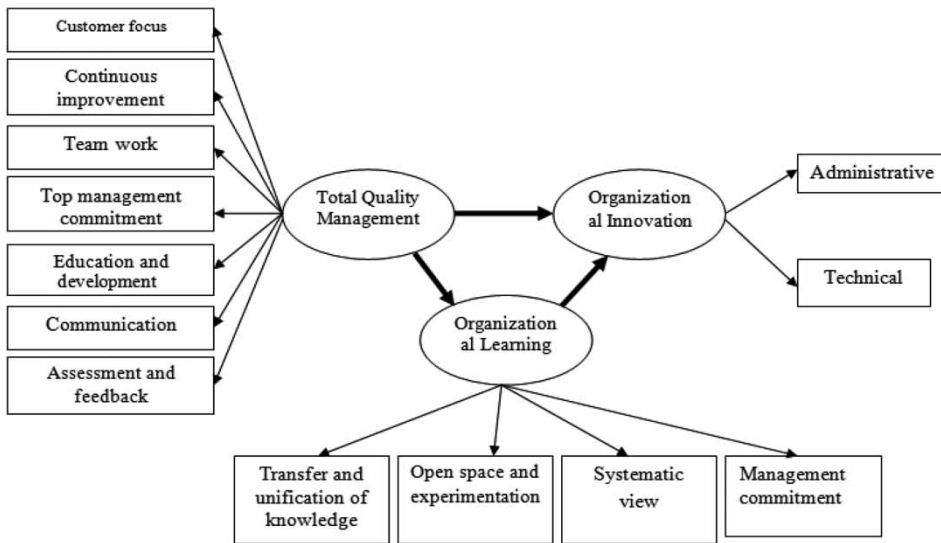 Customer focus
Continuous
improvement
Team work
Top management
commitment
Education and
development
Communication
Assessment and
feedback
Total Quality
Management
Organization
al Innovation
Organization
al Learning
Administrative
Technical
Transfer and
unification of
knowledge
Open space and
experimentation
Systematic
view
Management
commitment